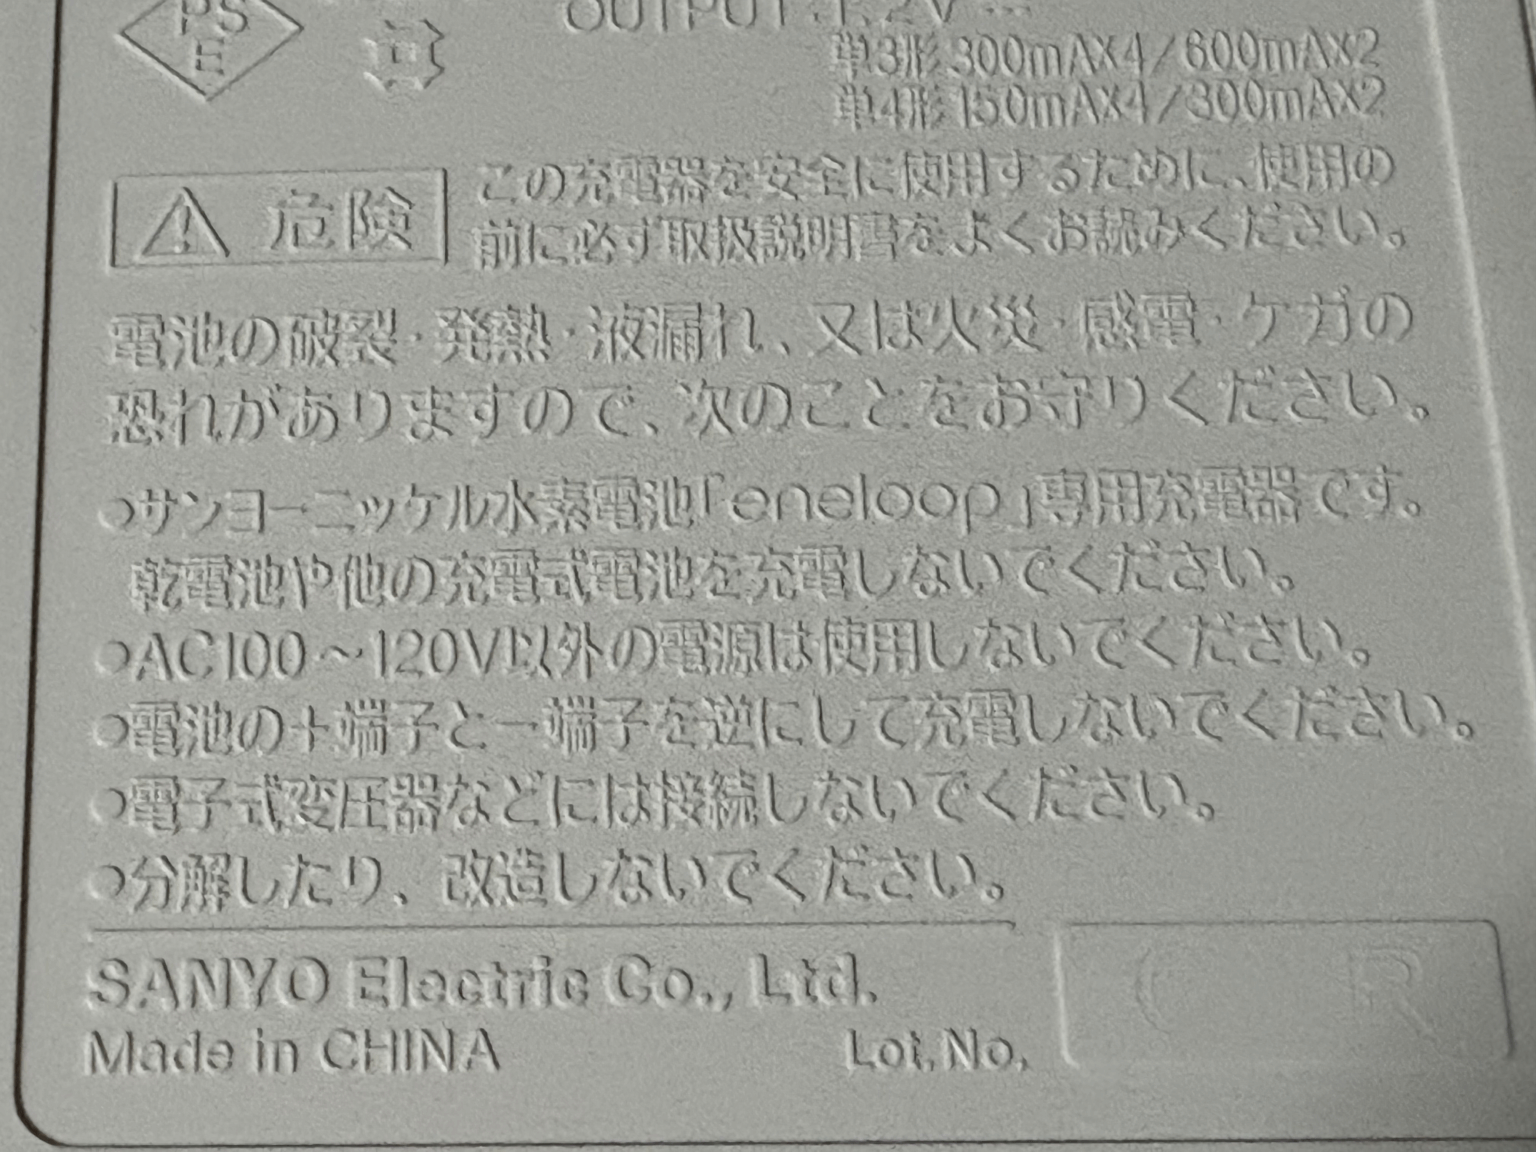 PS
E
OUTPUT:1.2V
単3形 300mAX4/600mAX2
単4形 150mAX4/300mAX2
危険
この充電器を安全に使用するために、使用の
前に必ず取扱説明書をよくお読みください。
電池の破裂・発熱・液漏れ、又は火災・感電・ケガの
恐れがありますので、次のことをお守りください。
○サンヨーニッケル水素電池「eneloop」専用充電器です。
乾電池や他の充電式電池を充電しないでください。
○AC100～120V以外の電源は使用しないでください。
○電池の＋端子と－端子を逆にして充電しないでください。
○電子式変圧器などには接続しないでください。
○分解したり、改造しないでください。
SANYO Electric Co., Ltd.
Made in CHINA
Lot.No.
C R